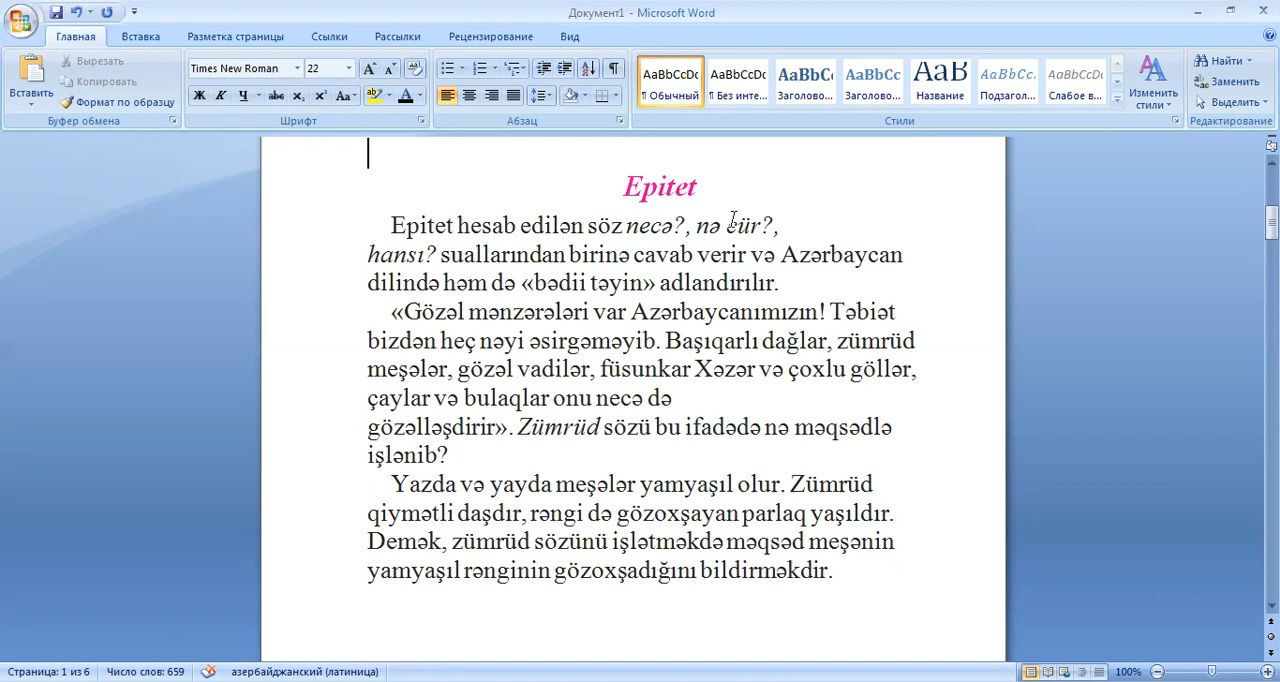 Документ1 - Microsoft Word
Главная Вставка Разметка страницы Ссылки Рассылки Рецензирование Вид
Вставить
Вырезать
Копировать
Формат по образцу
Буфер обмена
Times New Roman 22
Шрифт
Абзац
AaBbCcDc AaBbCcDc AaBbC AaBbCc AaB AaBbCc. AaBbCcDc
¶ Обычный ¶ Без инте... Заголово... Заголово... Название Подзагол... Слабое в...
Стили
Изменить стили
Найти
Заменить
Выделить
Редактирование
Epitet
Epitet hesab edilən söz necə?, nə cür?,
hansı? suallarından birinə cavab verir və Azərbaycan
dilində həm də «bədii təyin» adlandırılır.
«Gözəl mənzərələri var Azərbaycanımızın! Təbiət
bizdən heç nəyi əsirgəməyib. Başıqarlı dağlar, zümrüd
meşələr, gözəl vadilər, füsunkar Xəzər və çoxlu göllər,
çaylar və bulaqlar onu necə də
gözəlləşdirir». Zümrüd sözü bu ifadədə nə məqsədlə
işlənib?
Yazda və yayda meşələr yamyaşıl olur. Zümrüd
qiymətli daşdır, rəngi də gözoxşayan parlaq yaşıldır.
Demək, zümrüd sözünü işlətməkdə məqsəd meşənin
yamyaşıl rənginin gözoxşadığını bildirməkdir.
Страница: 1 из 6 Число слов: 659 азербайджанский (латиница) 100%